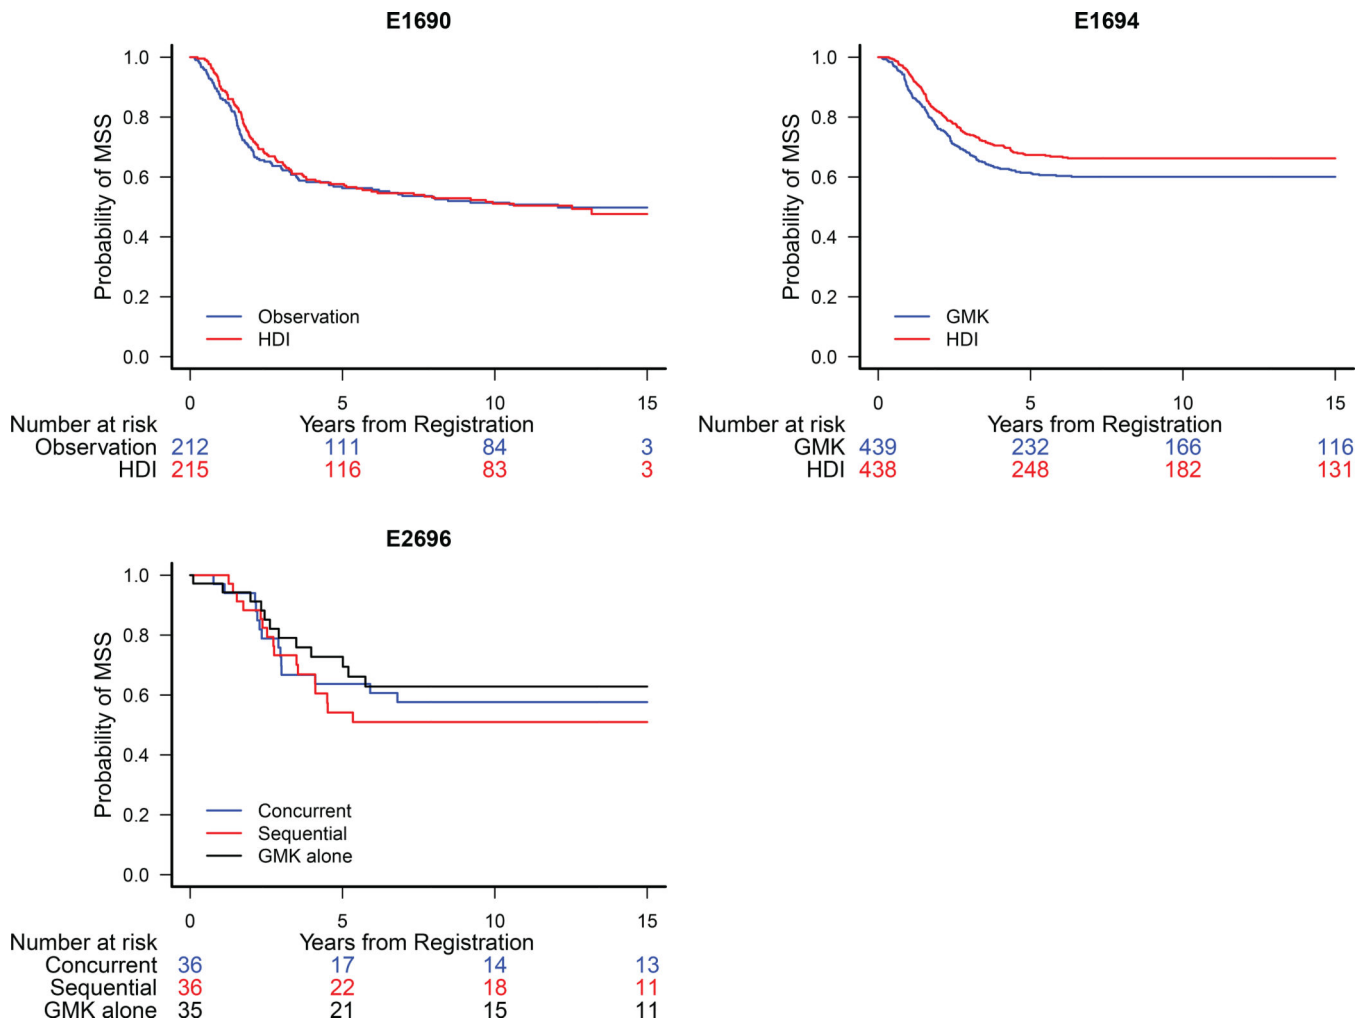 E1690
Probability of MSS
1.0
0.8
0.6
0.4
0.2
0.0
Observation
HDI
0 5 10 15
Number at risk Years from Registration
Observation 212 111 84 3
HDI 215 116 83 3
E1694
Probability of MSS
1.0
0.8
0.6
0.4
0.2
0.0
GMK
HDI
0 5 10 15
Number at risk Years from Registration
GMK 439 232 166 116
HDI 438 248 182 131
E2696
Probability of MSS
1.0
0.8
0.6
0.4
0.2
0.0
Concurrent
Sequential
GMK alone
0 5 10 15
Number at risk Years from Registration
Concurrent 36 17 14 13
Sequential 36 22 18 11
GMK alone 35 21 15 11